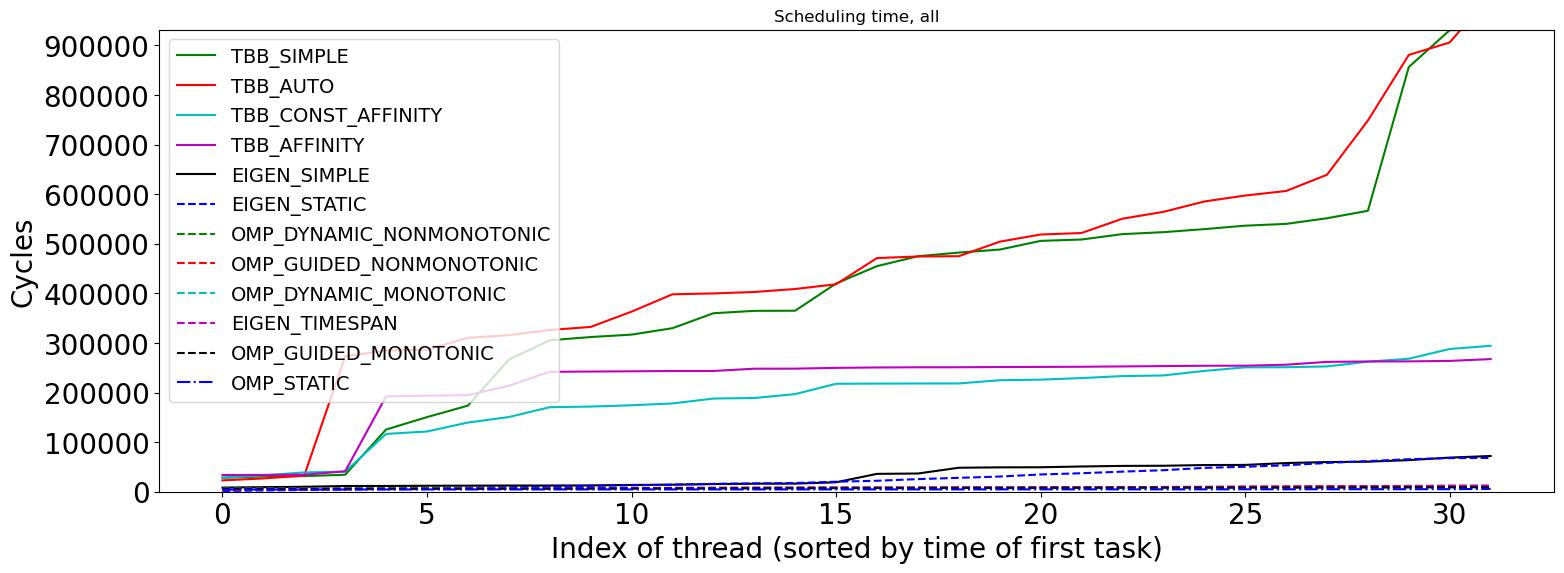 Scheduling time, all
900000
800000
700000
600000
500000
400000
300000
200000
100000
0
Cycles
TBB_SIMPLE
TBB_AUTO
TBB_CONST_AFFINITY
TBB_AFFINITY
EIGEN_SIMPLE
EIGEN_STATIC
OMP_DYNAMIC_NONMONOTONIC
OMP_GUIDED_NONMONOTONIC
OMP_DYNAMIC_MONOTONIC
EIGEN_TIMESPAN
OMP_GUIDED_MONOTONIC
OMP_STATIC
0 5 10 15 20 25 30
Index of thread (sorted by time of first task)